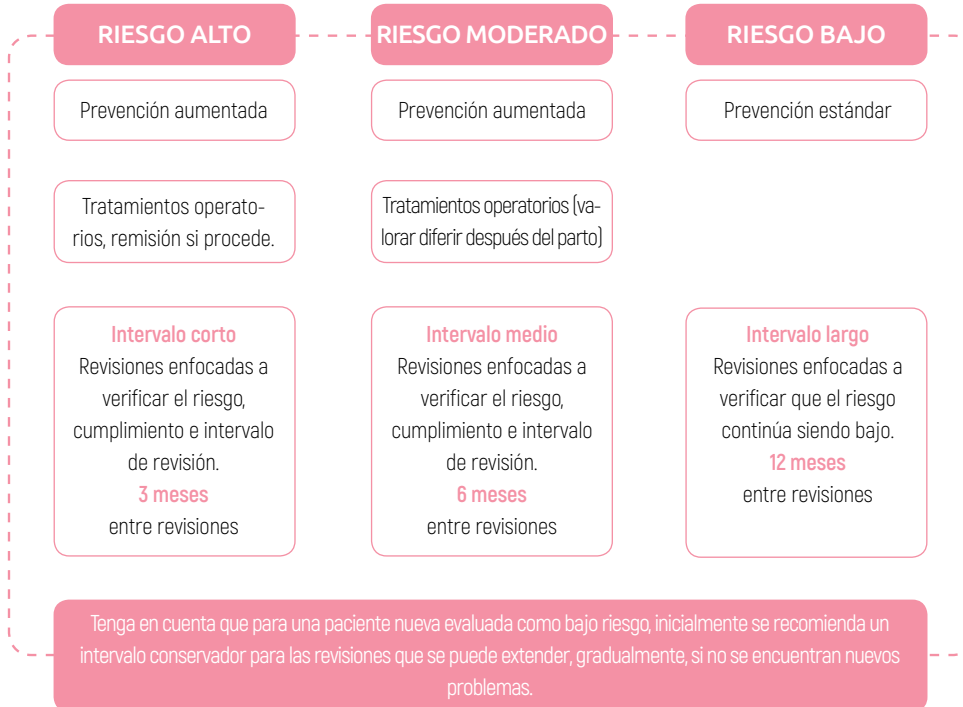 RIESGO ALTO
RIESGO MODERADO
RIESGO BAJO
Prevención aumentada
Prevención aumentada
Prevención estándar
Tratamientos operato-
rios, remisión si procede.
Tratamientos operatorios (va-
lorar diferir después del parto)
Intervalo corto
Revisiones enfocadas a
verificar el riesgo,
cumplimiento e intervalo
de revisión.
3 meses
entre revisiones
Intervalo medio
Revisiones enfocadas a
verificar el riesgo,
cumplimiento e intervalo
de revisión.
6 meses
entre revisiones
Intervalo largo
Revisiones enfocadas a
verificar que el riesgo
continúa siendo bajo.
12 meses
entre revisiones
Tenga en cuenta que para una paciente nueva evaluada como bajo riesgo, inicialmente se recomienda un
intervalo conservador para las revisiones que se puede extender, gradualmente, si no se encuentran nuevos
problemas.